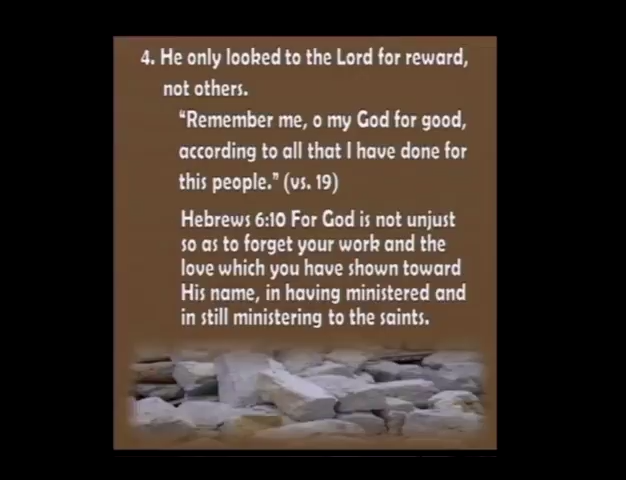 4. He only looked to the Lord for reward,
not others.
"Remember me, o my God for good,
according to all that I have done for
this people." (vs. 19)
Hebrews 6:10 For God is not unjust
so as to forget your work and the
love which you have shown toward
His name, in having ministered and
in still ministering to the saints.